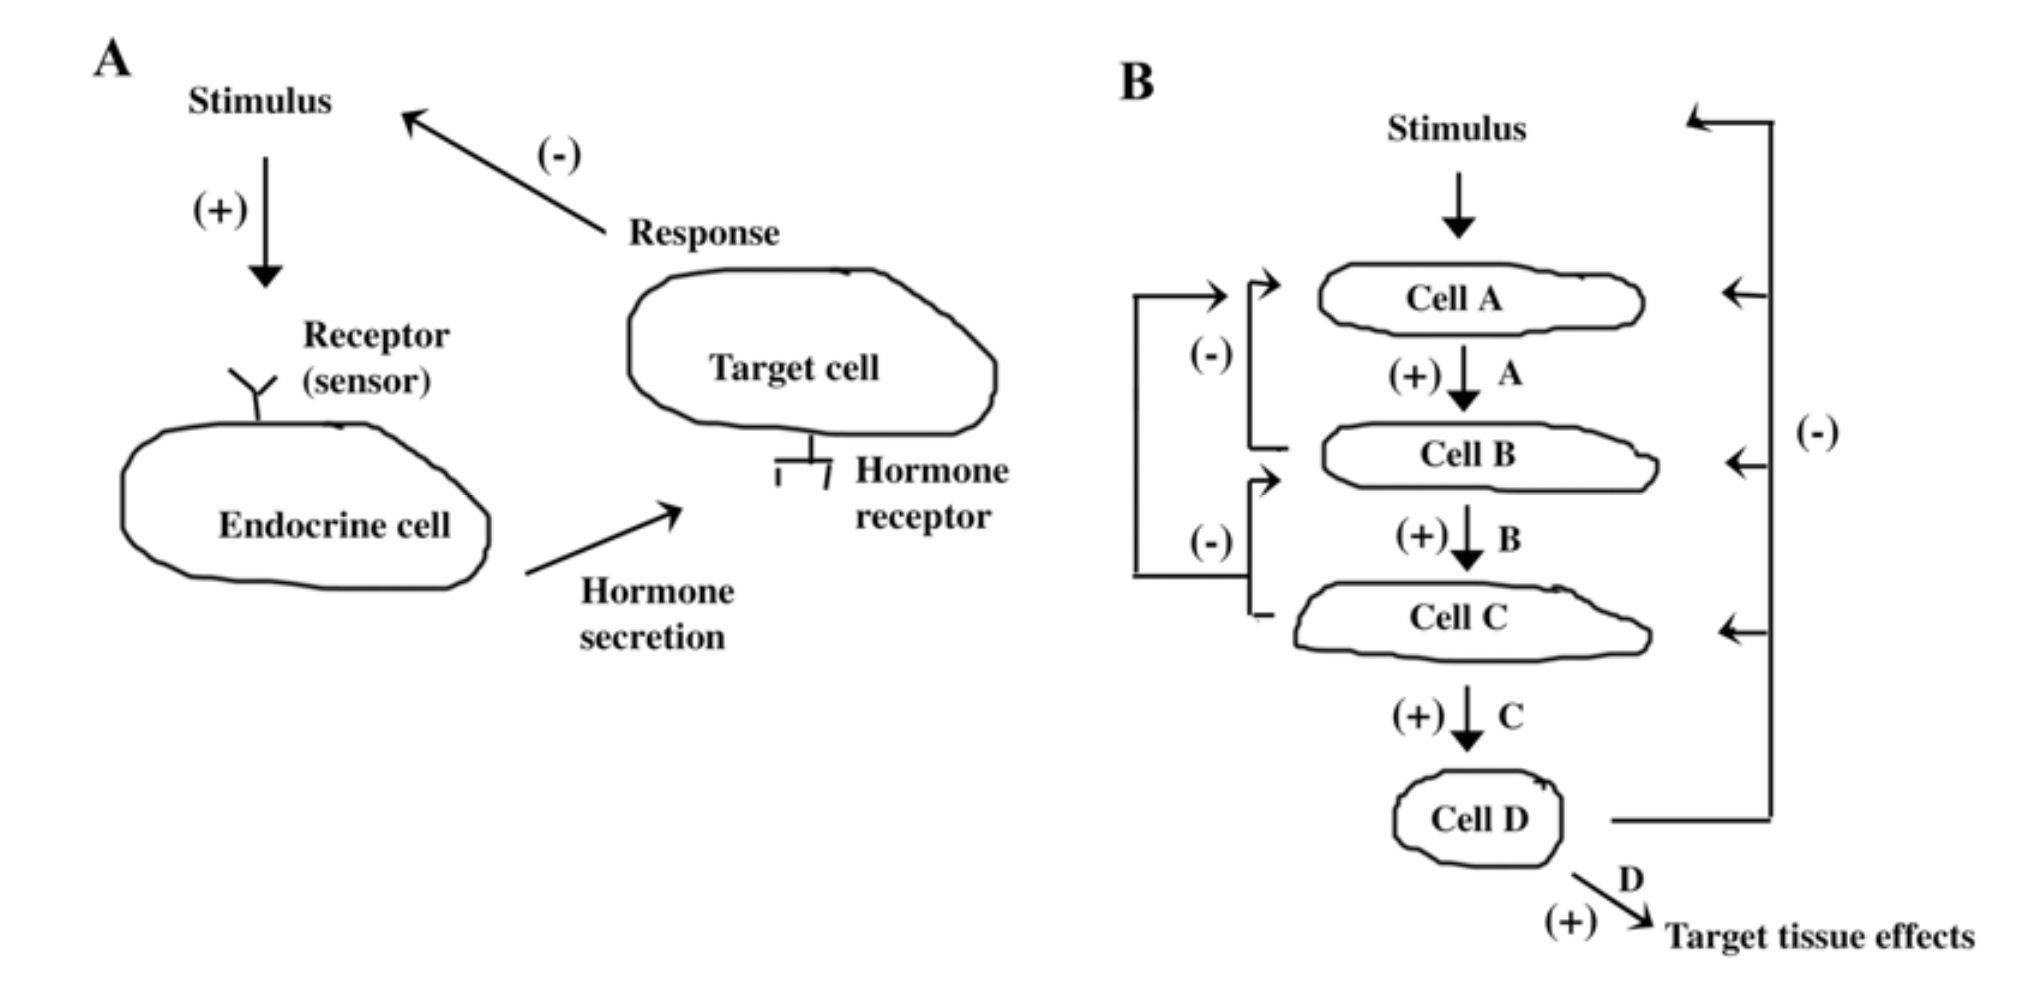 A
Stimulus
(-)
(+)
Response
Receptor
(sensor)
Target cell
Hormone
receptor
Endocrine cell
Hormone
secretion
B
Stimulus
Cell A
(-)
(+) A
(-)
Cell B
(+) B
(-)
Cell C
(+) C
Cell D
D
(+)
Target tissue effects